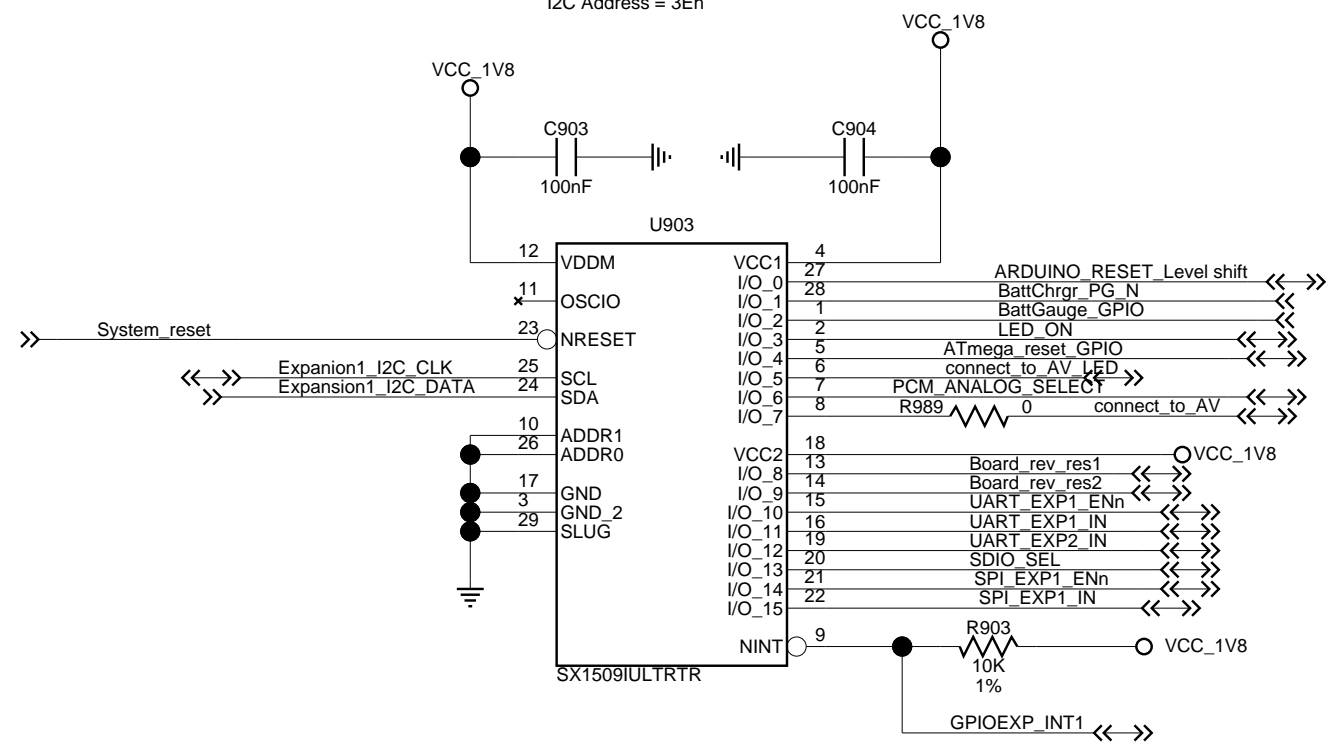 I2C Address = 3Eh
VCC_1V8
VCC_1V8
C903
C904
100nF
100nF
U903
12 VDDM
VCC1 4
I/O_0 27 ARDUINO_RESET_Level shift
11 OSCIO
I/O_1 28 BattChrgr_PG_N
I/O_2 1 BattGauge_GPIO
System_reset 23 NRESET
I/O_3 2 LED_ON
I/O_4 5 ATmega_reset_GPIO
Expanion1_I2C_CLK 25 SCL
I/O_5 6 connect_to_AV_LED
Expansion1_I2C_DATA 24 SDA
I/O_6 7 PCM_ANALOG_SELECT
I/O_7 8 R989 0 connect_to_AV
10 ADDR1
26 ADDR0
VCC2 18 VCC_1V8
I/O_8 13 Board_rev_res1
17 GND
I/O_9 14 Board_rev_res2
3 GND_2
I/O_10 15 UART_EXP1_ENn
29 SLUG
I/O_11 16 UART_EXP1_IN
I/O_12 19 UART_EXP2_IN
I/O_13 20 SDIO_SEL
I/O_14 21 SPI_EXP1_ENn
I/O_15 22 SPI_EXP1_IN
NINT 9 R903 VCC_1V8
10K
1%
SX1509IULTRTR
GPIOEXP_INT1